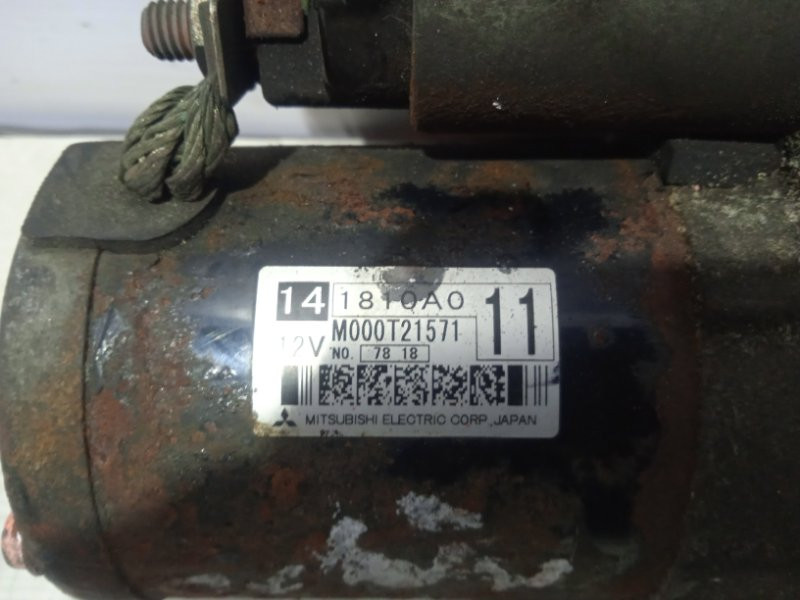 14 1810A0 11
12V M000T21571
NO. 78 18
MITSUBISHI ELECTRIC CORP., JAPAN